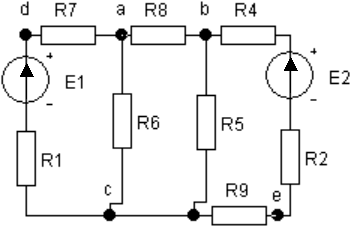 d R7 a R8 b R4
+ +
E1 E2
- -
R6 R5
R1 R2
c R9 e